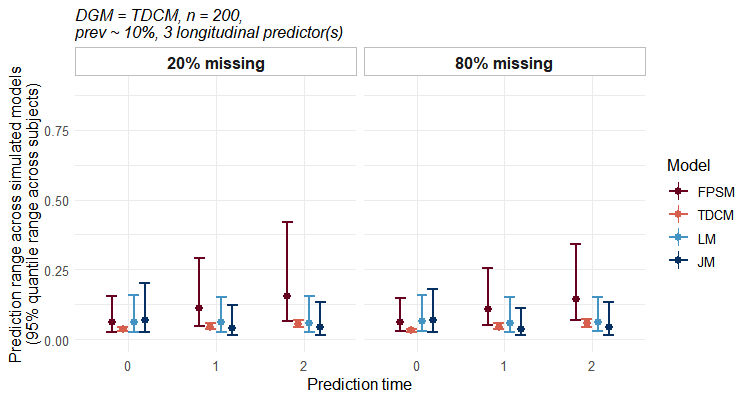 DGM = TDCM, n = 200,
prev ~ 10%, 3 longitudinal predictor(s)
20% missing
80% missing
Prediction range across simulated models
(95% quantile range across subjects)
0.75
0.50
0.25
0.00
0
1
2
0
1
2
Prediction time
Model
FPSM
TDCM
LM
JM